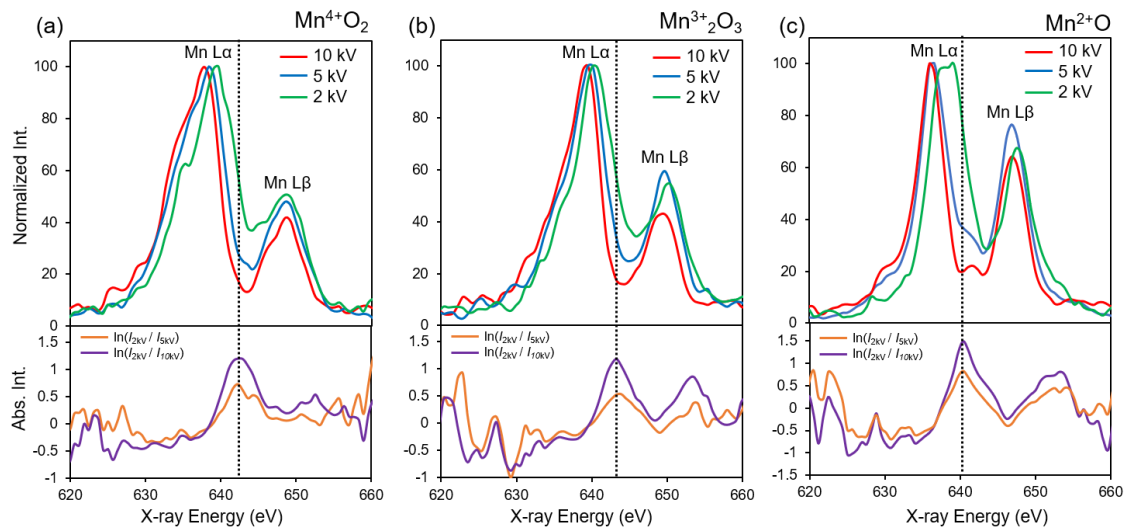 (a)
Mn⁴⁺O₂
Mn Lα
10 kV
5 kV
2 kV
Mn Lβ
Normalized Int.
100
80
60
40
20
0
ln(I₂ₖᵥ / I₅ₖᵥ)
ln(I₂ₖᵥ / I₁₀ₖᵥ)
Abs. Int.
1.5
1
0.5
0
-0.5
-1
620 630 640 650 660
X-ray Energy (eV)
(b)
Mn³⁺₂O₃
Mn Lα
10 kV
5 kV
2 kV
Mn Lβ
100
80
60
40
20
0
ln(I₂ₖᵥ / I₅ₖᵥ)
ln(I₂ₖᵥ / I₁₀ₖᵥ)
1.5
1
0.5
0
-0.5
-1
620 630 640 650 660
X-ray Energy (eV)
(c)
Mn²⁺O
Mn Lα
10 kV
5 kV
2 kV
Mn Lβ
100
80
60
40
20
0
ln(I₂ₖᵥ / I₅ₖᵥ)
ln(I₂ₖᵥ / I₁₀ₖᵥ)
1.5
1
0.5
0
-0.5
-1
-1.5
620 630 640 650 660
X-ray Energy (eV)